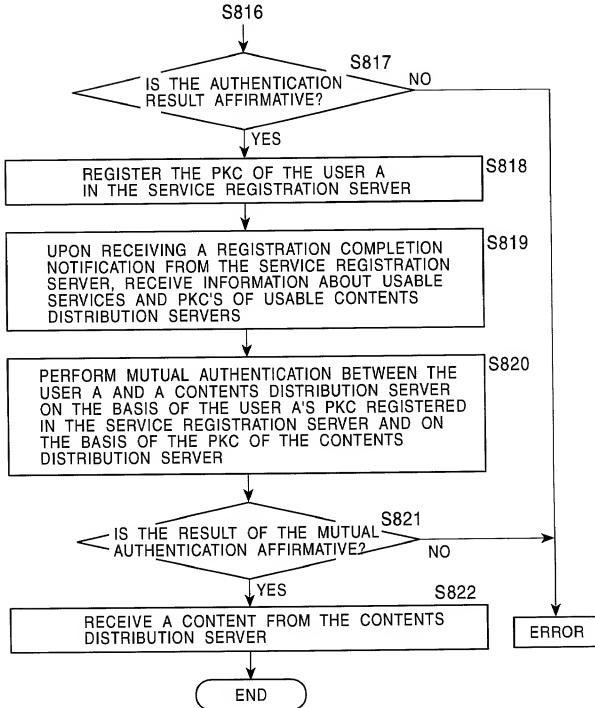 S816
S817
IS THE AUTHENTICATION
RESULT AFFIRMATIVE?
NO
YES
REGISTER THE PKC OF THE USER A
IN THE SERVICE REGISTRATION SERVER
S818
UPON RECEIVING A REGISTRATION COMPLETION
NOTIFICATION FROM THE SERVICE REGISTRATION
SERVER, RECEIVE INFORMATION ABOUT USABLE
SERVICES AND PKC'S OF USABLE CONTENTS
DISTRIBUTION SERVERS
S819
PERFORM MUTUAL AUTHENTICATION BETWEEN THE
USER A AND A CONTENTS DISTRIBUTION SERVER
ON THE BASIS OF THE USER A'S PKC REGISTERED
IN THE SERVICE REGISTRATION SERVER AND ON
THE BASIS OF THE PKC OF THE CONTENTS
DISTRIBUTION SERVER
S820
S821
IS THE RESULT OF THE MUTUAL
AUTHENTICATION AFFIRMATIVE?
NO
YES
S822
RECEIVE A CONTENT FROM THE CONTENTS
DISTRIBUTION SERVER
ERROR
END